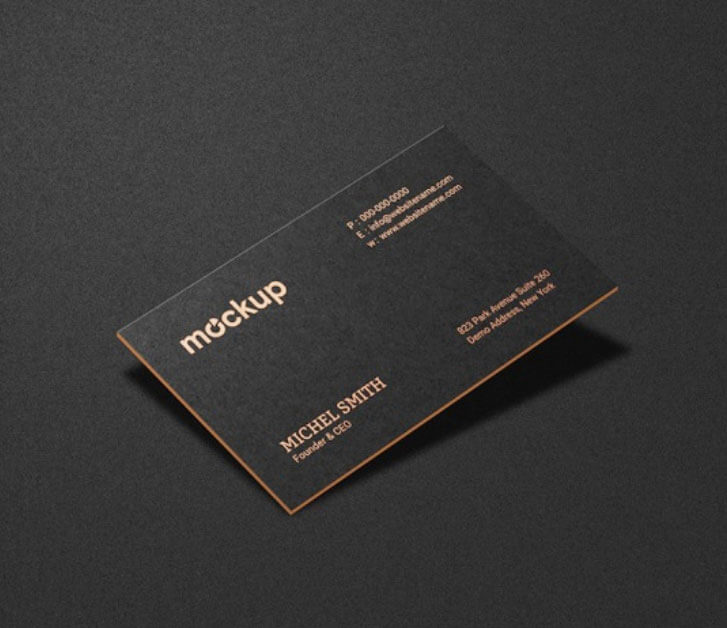 mockup
P : 000-000-0000
E : info@websitename.com
w: www.websitename.com
823 Park Avenue Suite 260
Demo Address, New York
MICHEL SMITH
Founder & CEO